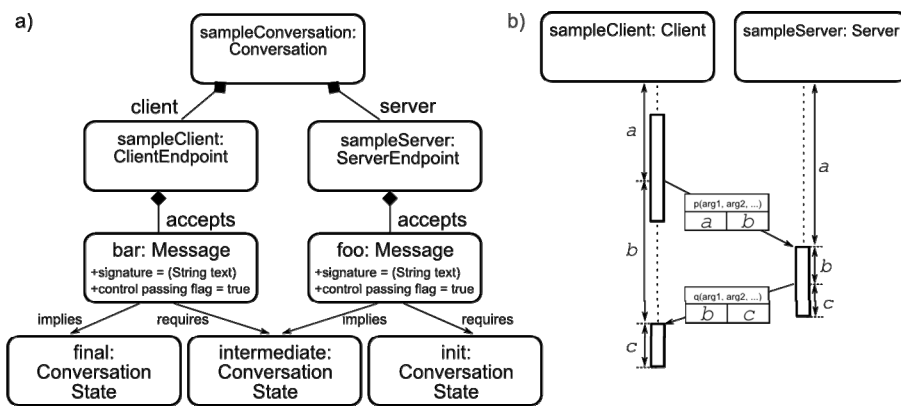 a)
sampleConversation:
Conversation
client
server
sampleClient:
ClientEndpoint
sampleServer:
ServerEndpoint
accepts
accepts
bar: Message
+signature = (String text)
+control passing flag = true
foo: Message
+signature = (String text)
+control passing flag = true
implies
requires
implies
requires
final:
Conversation
State
intermediate:
Conversation
State
init:
Conversation
State
b)
sampleClient: Client
sampleServer: Server
a
a
p(arg1, arg2, ...)
a b
b
b
q(arg1, arg2, ...)
b c
c
c